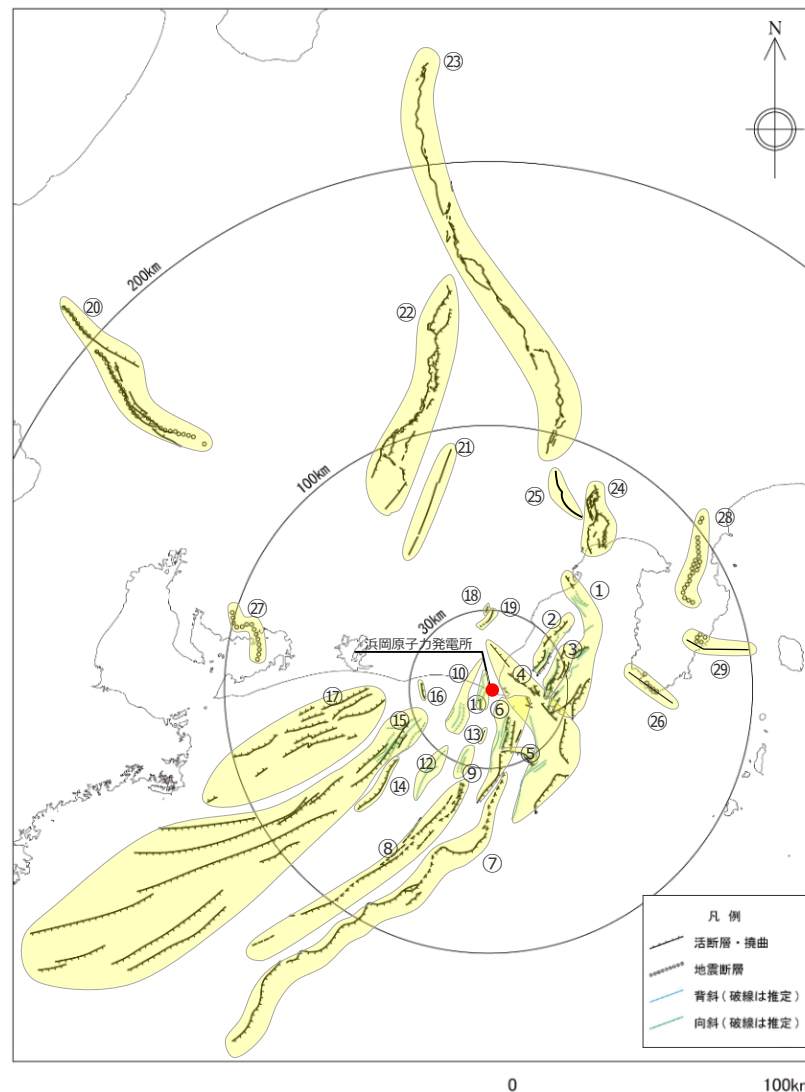 N
㉓
200km
⑳
㉒
㉑
100km
㉕
㉔
㉘
①
㉗
⑱
⑲
30km
②
浜岡原子力発電所
③
㉙
⑩
④
⑰
⑯
⑪
⑥
㉖
⑮
⑬
⑤
⑫
⑨
⑭
⑧
⑦
凡 例
活断層・撓曲
地震断層
背斜(破線は推定)
向斜(破線は推定)
0
100km